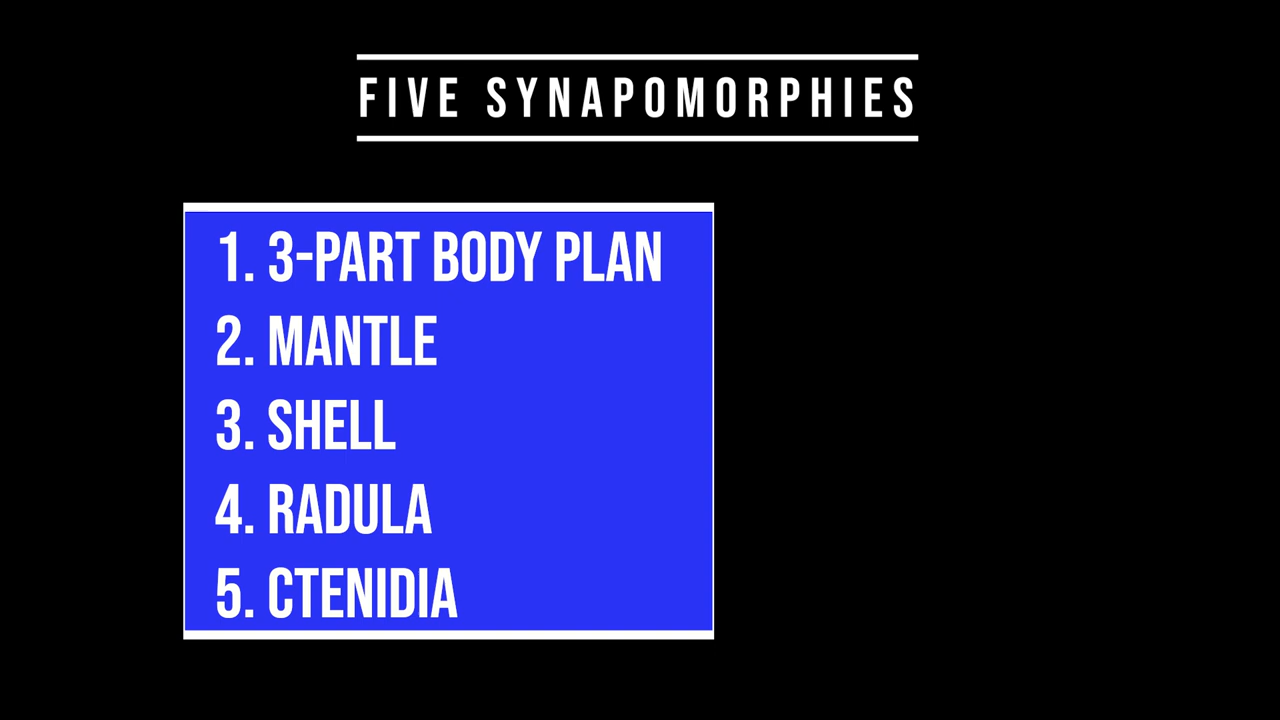 FIVE SYNAPOMORPHIES
1. 3-PART BODY PLAN
2. MANTLE
3. SHELL
4. RADULA
5. CTENIDIA